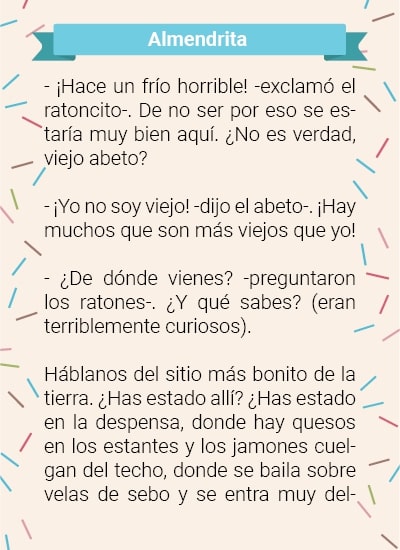 Almendrita
- ¡Hace un frío horrible! -exclamó el
ratoncito-. De no ser por eso se es-
taría muy bien aquí. ¿No es verdad,
viejo abeto?
- ¡Yo no soy viejo! -dijo el abeto-. ¡Hay
muchos que son más viejos que yo!
- ¿De dónde vienes? -preguntaron
los ratones-. ¿Y qué sabes? (eran
terriblemente curiosos).
Háblanos del sitio más bonito de la
tierra. ¿Has estado allí? ¿Has estado
en la despensa, donde hay quesos
en los estantes y los jamones cuel-
gan del techo, donde se baila sobre
velas de sebo y se entra muy del-